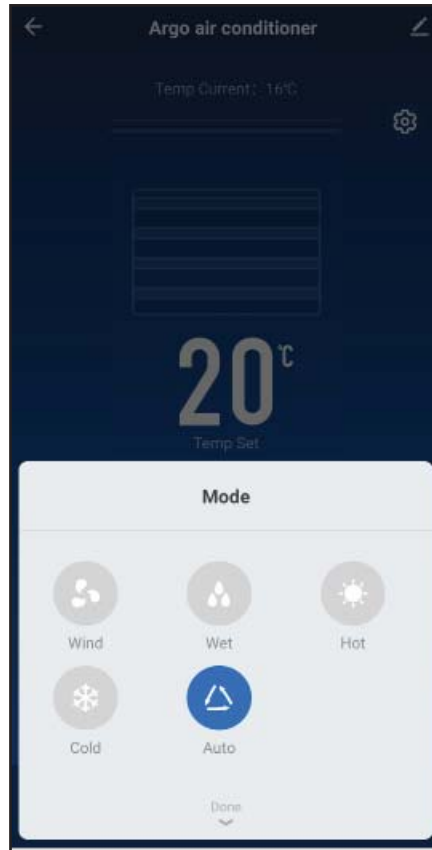 Argo air conditioner
Temp Current: 16℃
20℃
Temp Set
Mode
Wind Wet Hot
Cold Auto
Done